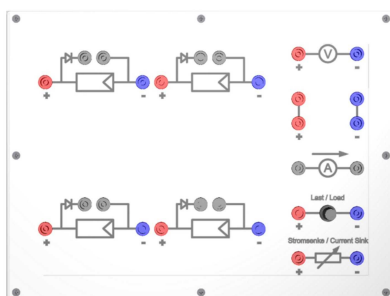 V
+ -
+ - + -
+ -
A
Last / Load
+ -
+ - + -
Stromsenke / Current Sink
+ -